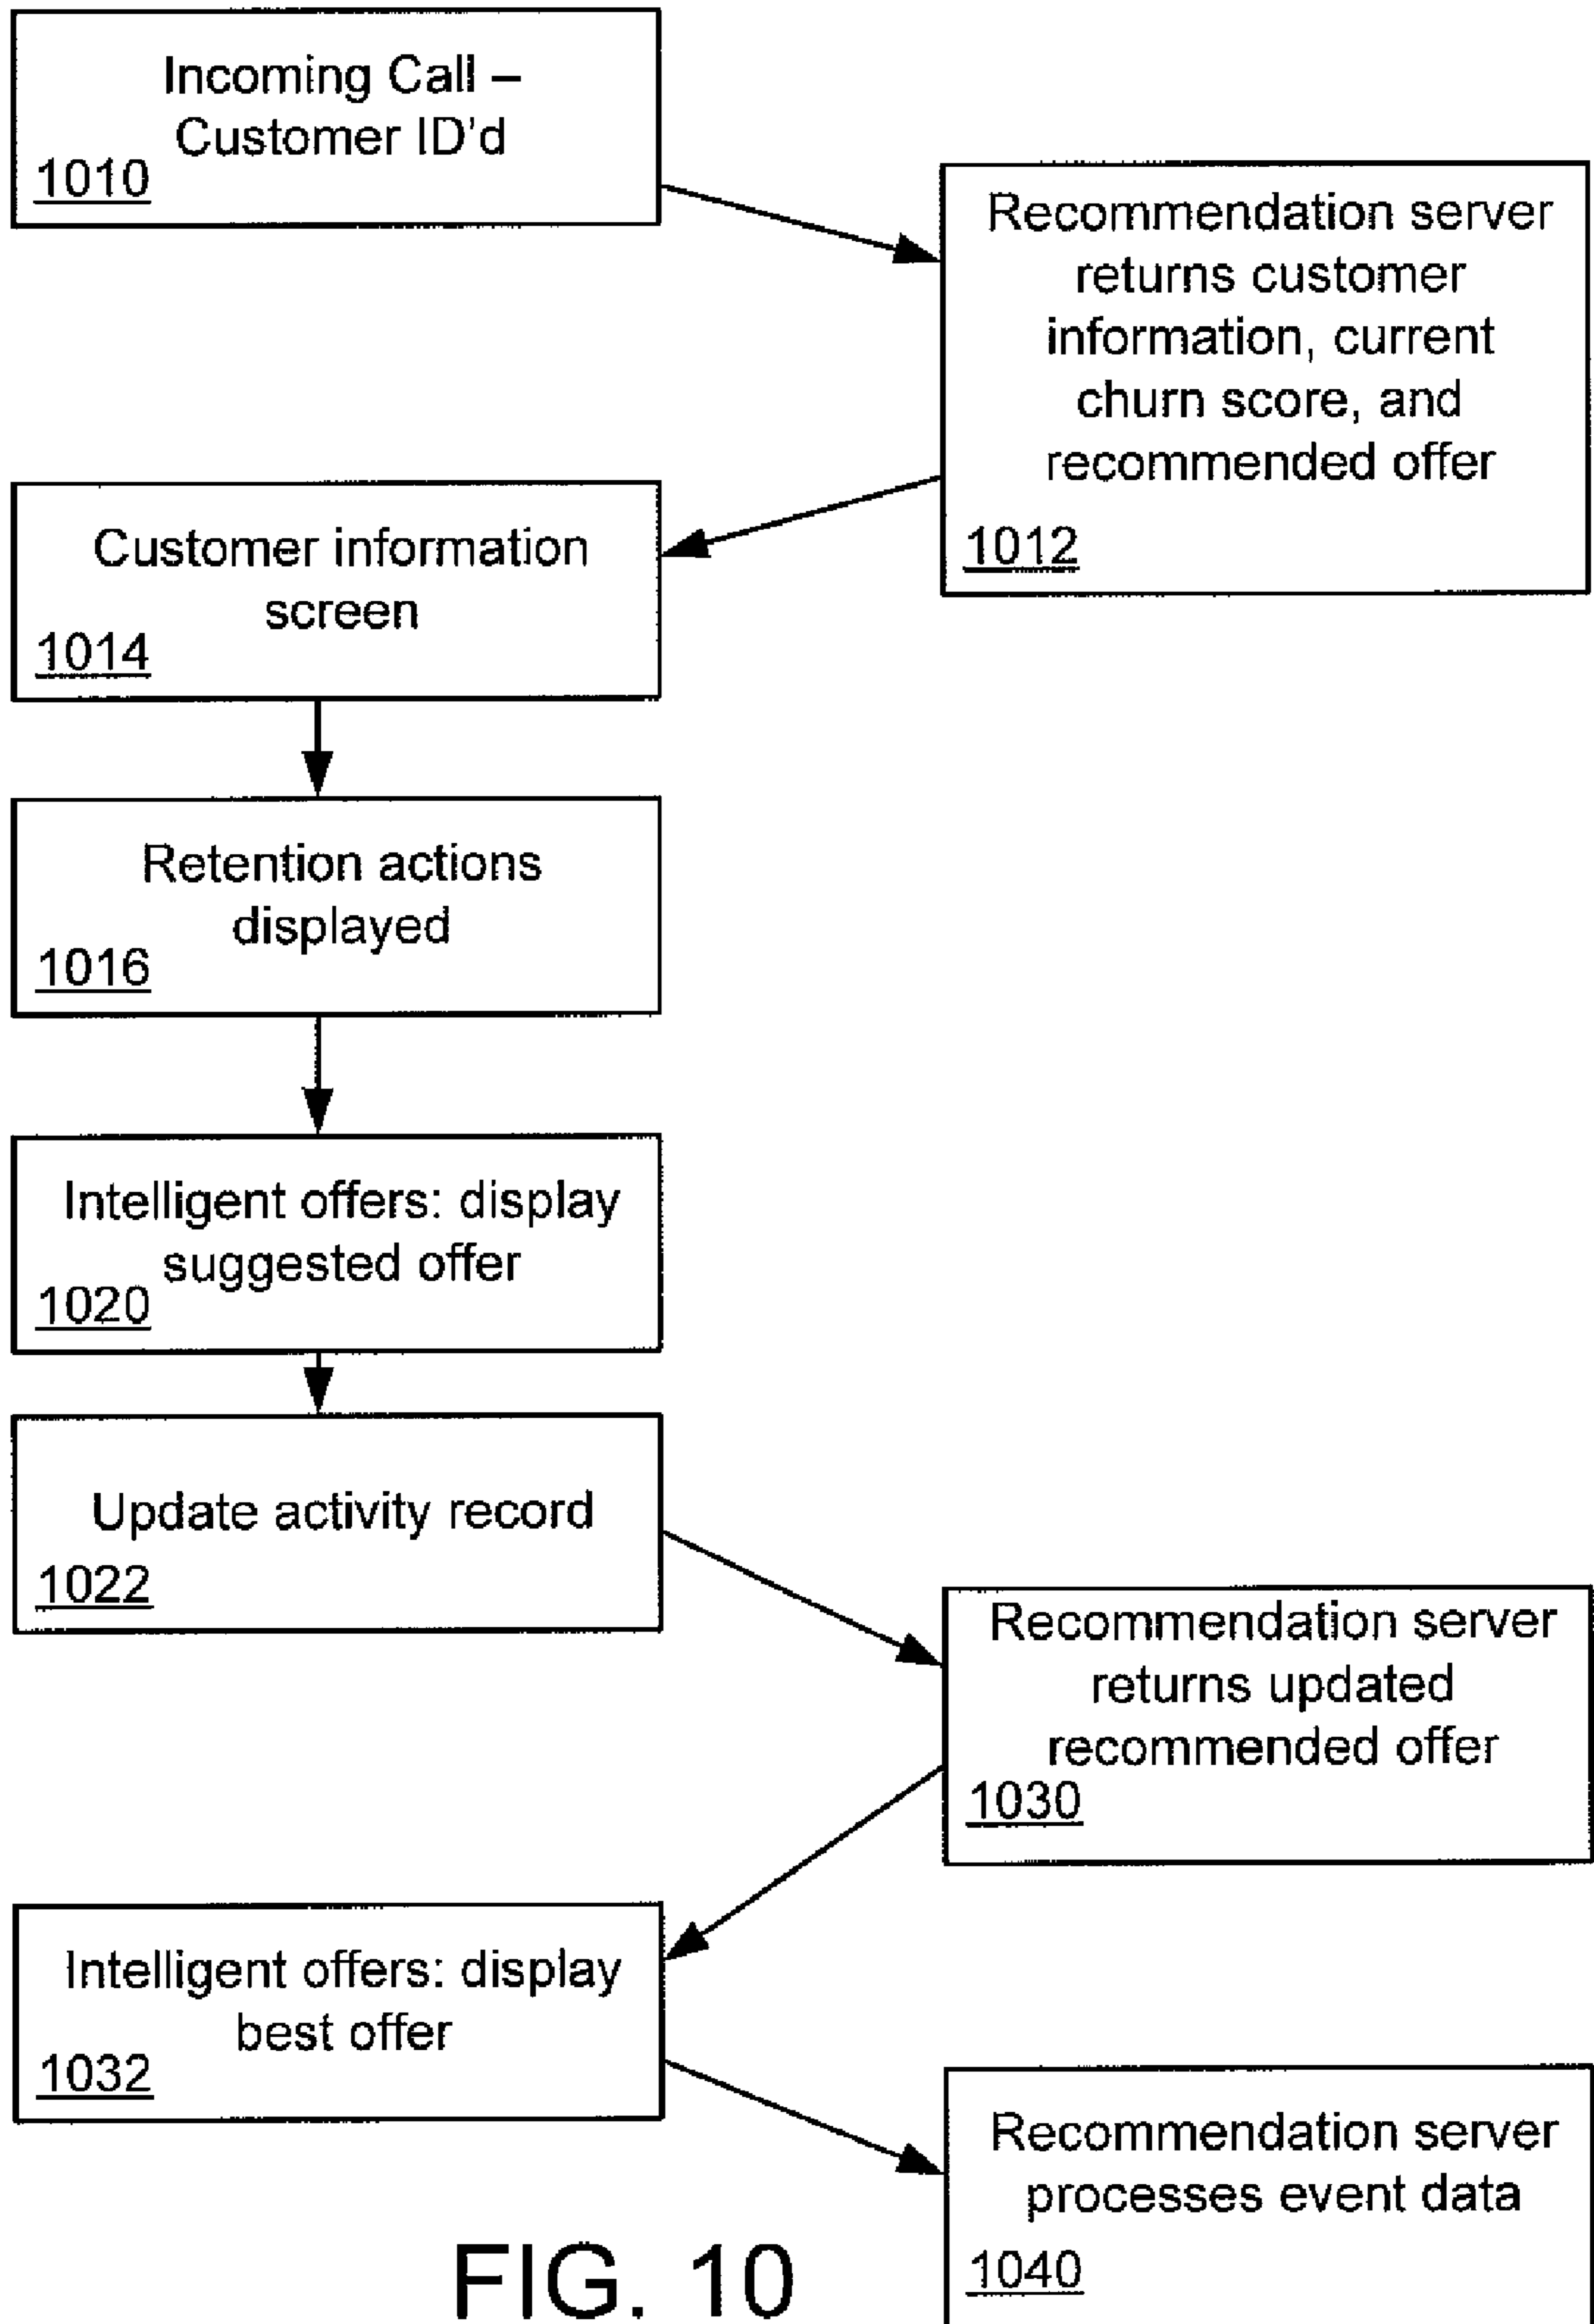 Incoming Call –
Customer ID'd
1010
Recommendation server
returns customer
information, current
churn score, and
recommended offer
1012
Customer information
screen
1014
Retention actions
displayed
1016
Intelligent offers: display
suggested offer
1020
Update activity record
1022
Recommendation server
returns updated
recommended offer
1030
Intelligent offers: display
best offer
1032
Recommendation server
processes event data
1040
FIG. 10